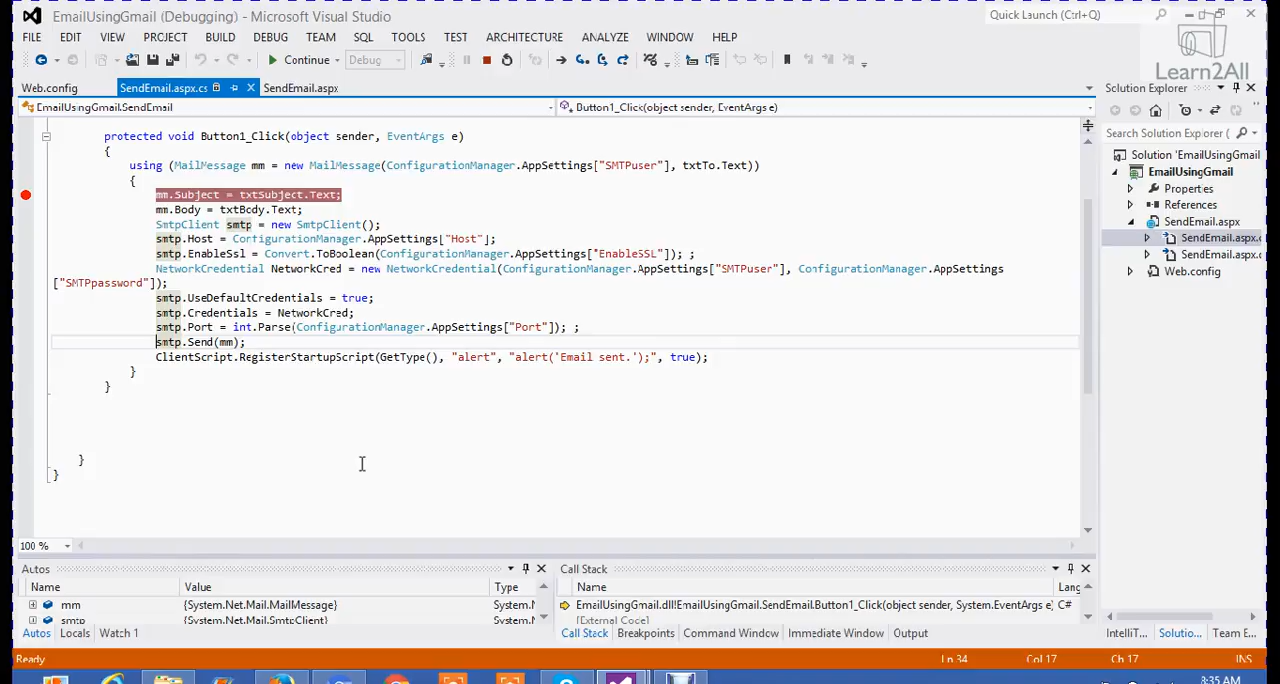 EmailUsingGmail (Debugging) - Microsoft Visual Studio
Quick Launch (Ctrl+Q)
FILE EDIT VIEW PROJECT BUILD DEBUG TEAM SQL TOOLS TEST ARCHITECTURE ANALYZE WINDOW HELP
Continue Debug
Learn2All
Web.config SendEmail.aspx.cs SendEmail.aspx
Solution Explorer
EmailUsingGmail.SendEmail Button1_Click(object sender, EventArgs e)
Search Solution Explorer (
protected void Button1_Click(object sender, EventArgs e)
{
using (MailMessage mm = new MailMessage(ConfigurationManager.AppSettings["SMTPuser"], txtTo.Text))
{
mm.Subject = txtSubject.Text;
mm.Body = txtBody.Text;
SmtpClient smtp = new SmtpClient();
smtp.Host = ConfigurationManager.AppSettings["Host"];
smtp.EnableSsl = Convert.ToBoolean(ConfigurationManager.AppSettings["EnableSSL"]); ;
NetworkCredential NetworkCred = new NetworkCredential(ConfigurationManager.AppSettings["SMTPuser"], ConfigurationManager.AppSettings
["SMTPpassword"]);
smtp.UseDefaultCredentials = true;
smtp.Credentials = NetworkCred;
smtp.Port = int.Parse(ConfigurationManager.AppSettings["Port"]); ;
smtp.Send(mm);
ClientScript.RegisterStartupScript(GetType(), "alert", "alert('Email sent.');", true);
}
}
}
}
Solution 'EmailUsingGmail
EmailUsingGmail
Properties
References
SendEmail.aspx
SendEmail.aspx.c
SendEmail.aspx.
Web.config
100 %
Autos
Name Value Type
mm {System.Net.Mail.MailMessage} System.N
smtp {System.Net.Mail.SmtpClient} System.N
Autos Locals Watch 1
Call Stack
Name Lang
EmailUsingGmail.dll!EmailUsingGmail.SendEmail.Button1_Click(object sender, System.EventArgs e) C#
[External Code]
Call Stack Breakpoints Command Window Immediate Window Output
IntelliT... Solutio... Team E...
Ready Ln 34 Col 17 Ch 17 INS
8:35 AM